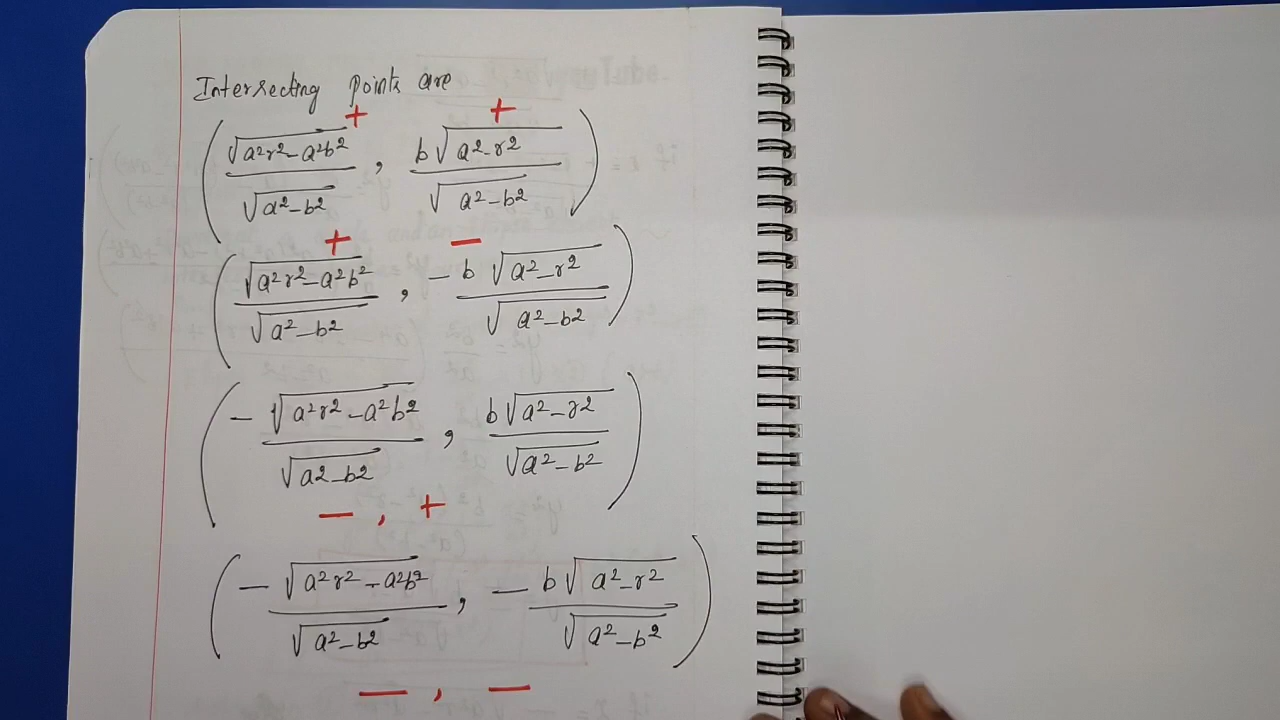 Intersecting points are
+ +
(√(a²r²-a²b²) / √(a²-b²), b√(a²-r²) / √(a²-b²))
+ −
(√(a²r²-a²b²) / √(a²-b²), - b √(a²-r²) / √(a²-b²))
(- √(a²r²-a²b²) / √(a²-b²), b√(a²-r²) / √(a²-b²))
− , +
(- √(a²r²-a²b²) / √(a²-b²), - b√(a²-r²) / √(a²-b²))
− , −